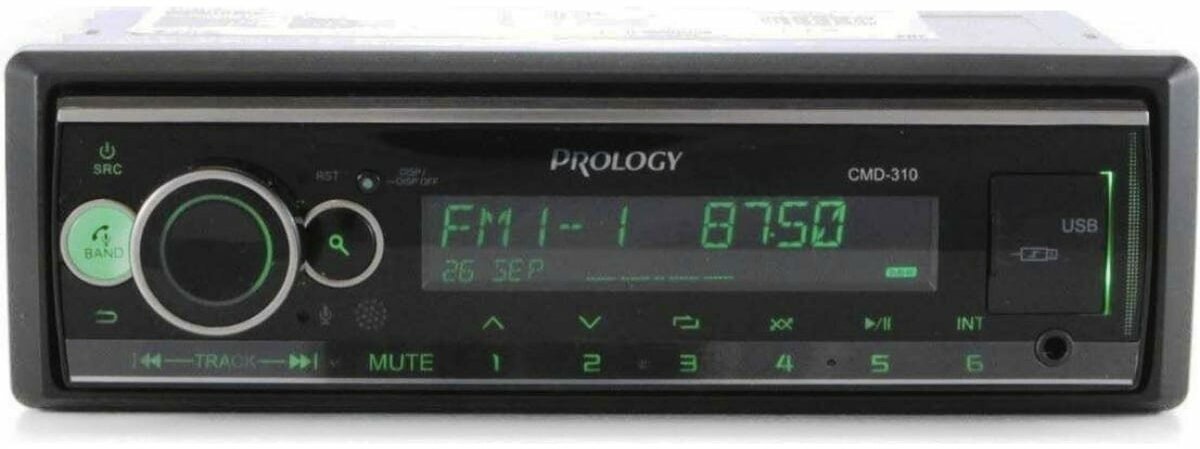 SRC
BAND
RST
DISP/
DISP OFF
PROLOGY
CMD-310
FM1--1 87.50
26 SEP
USB
TRACK
MUTE
INT
1 2 3 4 5 6